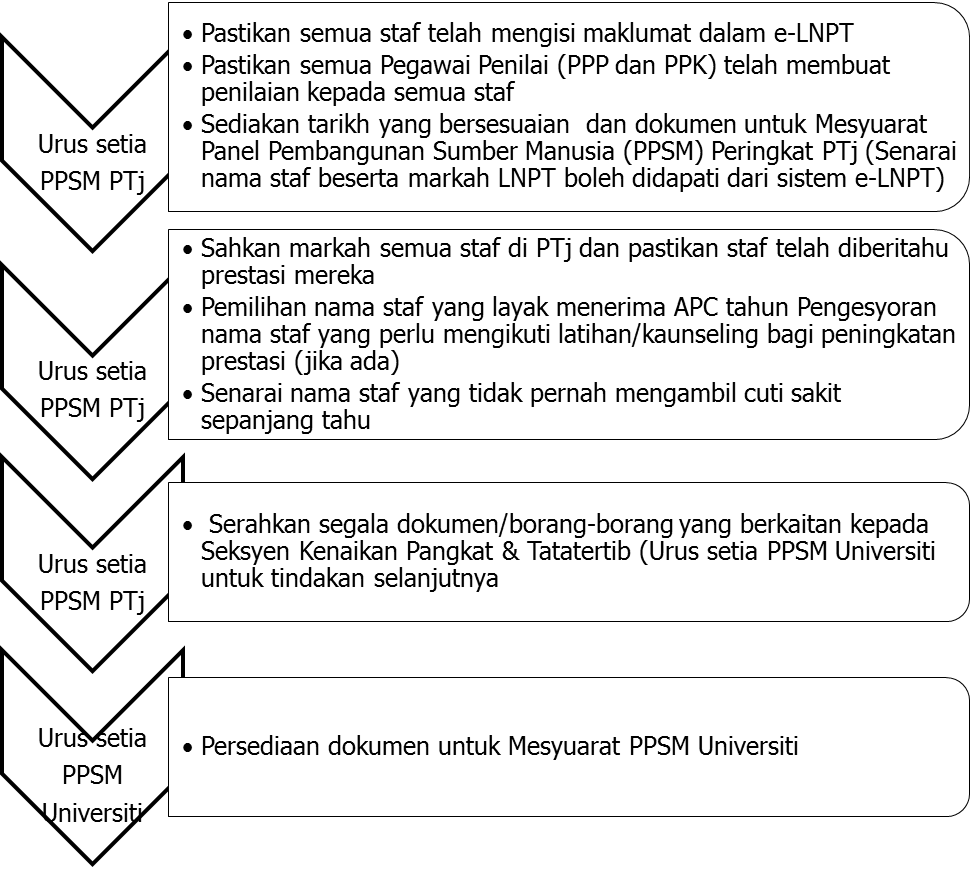 Urus setia
PPSM PTj
• Pastikan semua staf telah mengisi maklumat dalam e-LNPT
• Pastikan semua Pegawai Penilai (PPP dan PPK) telah membuat
penilaian kepada semua staf
• Sediakan tarikh yang bersesuaian  dan dokumen untuk Mesyuarat
Panel Pembangunan Sumber Manusia (PPSM) Peringkat PTj (Senarai
nama staf beserta markah LNPT boleh didapati dari sistem e-LNPT)
Urus setia
PPSM PTj
• Sahkan markah semua staf di PTj dan pastikan staf telah diberitahu
prestasi mereka
• Pemilihan nama staf yang layak menerima APC tahun Pengesyoran
nama staf yang perlu mengikuti latihan/kaunseling bagi peningkatan
prestasi (jika ada)
• Senarai nama staf yang tidak pernah mengambil cuti sakit
sepanjang tahu
Urus setia
PPSM PTj
• Serahkan segala dokumen/borang-borang yang berkaitan kepada
Seksyen Kenaikan Pangkat & Tatatertib (Urus setia PPSM Universiti
untuk tindakan selanjutnya
Urus setia
PPSM
Universiti
• Persediaan dokumen untuk Mesyuarat PPSM Universiti